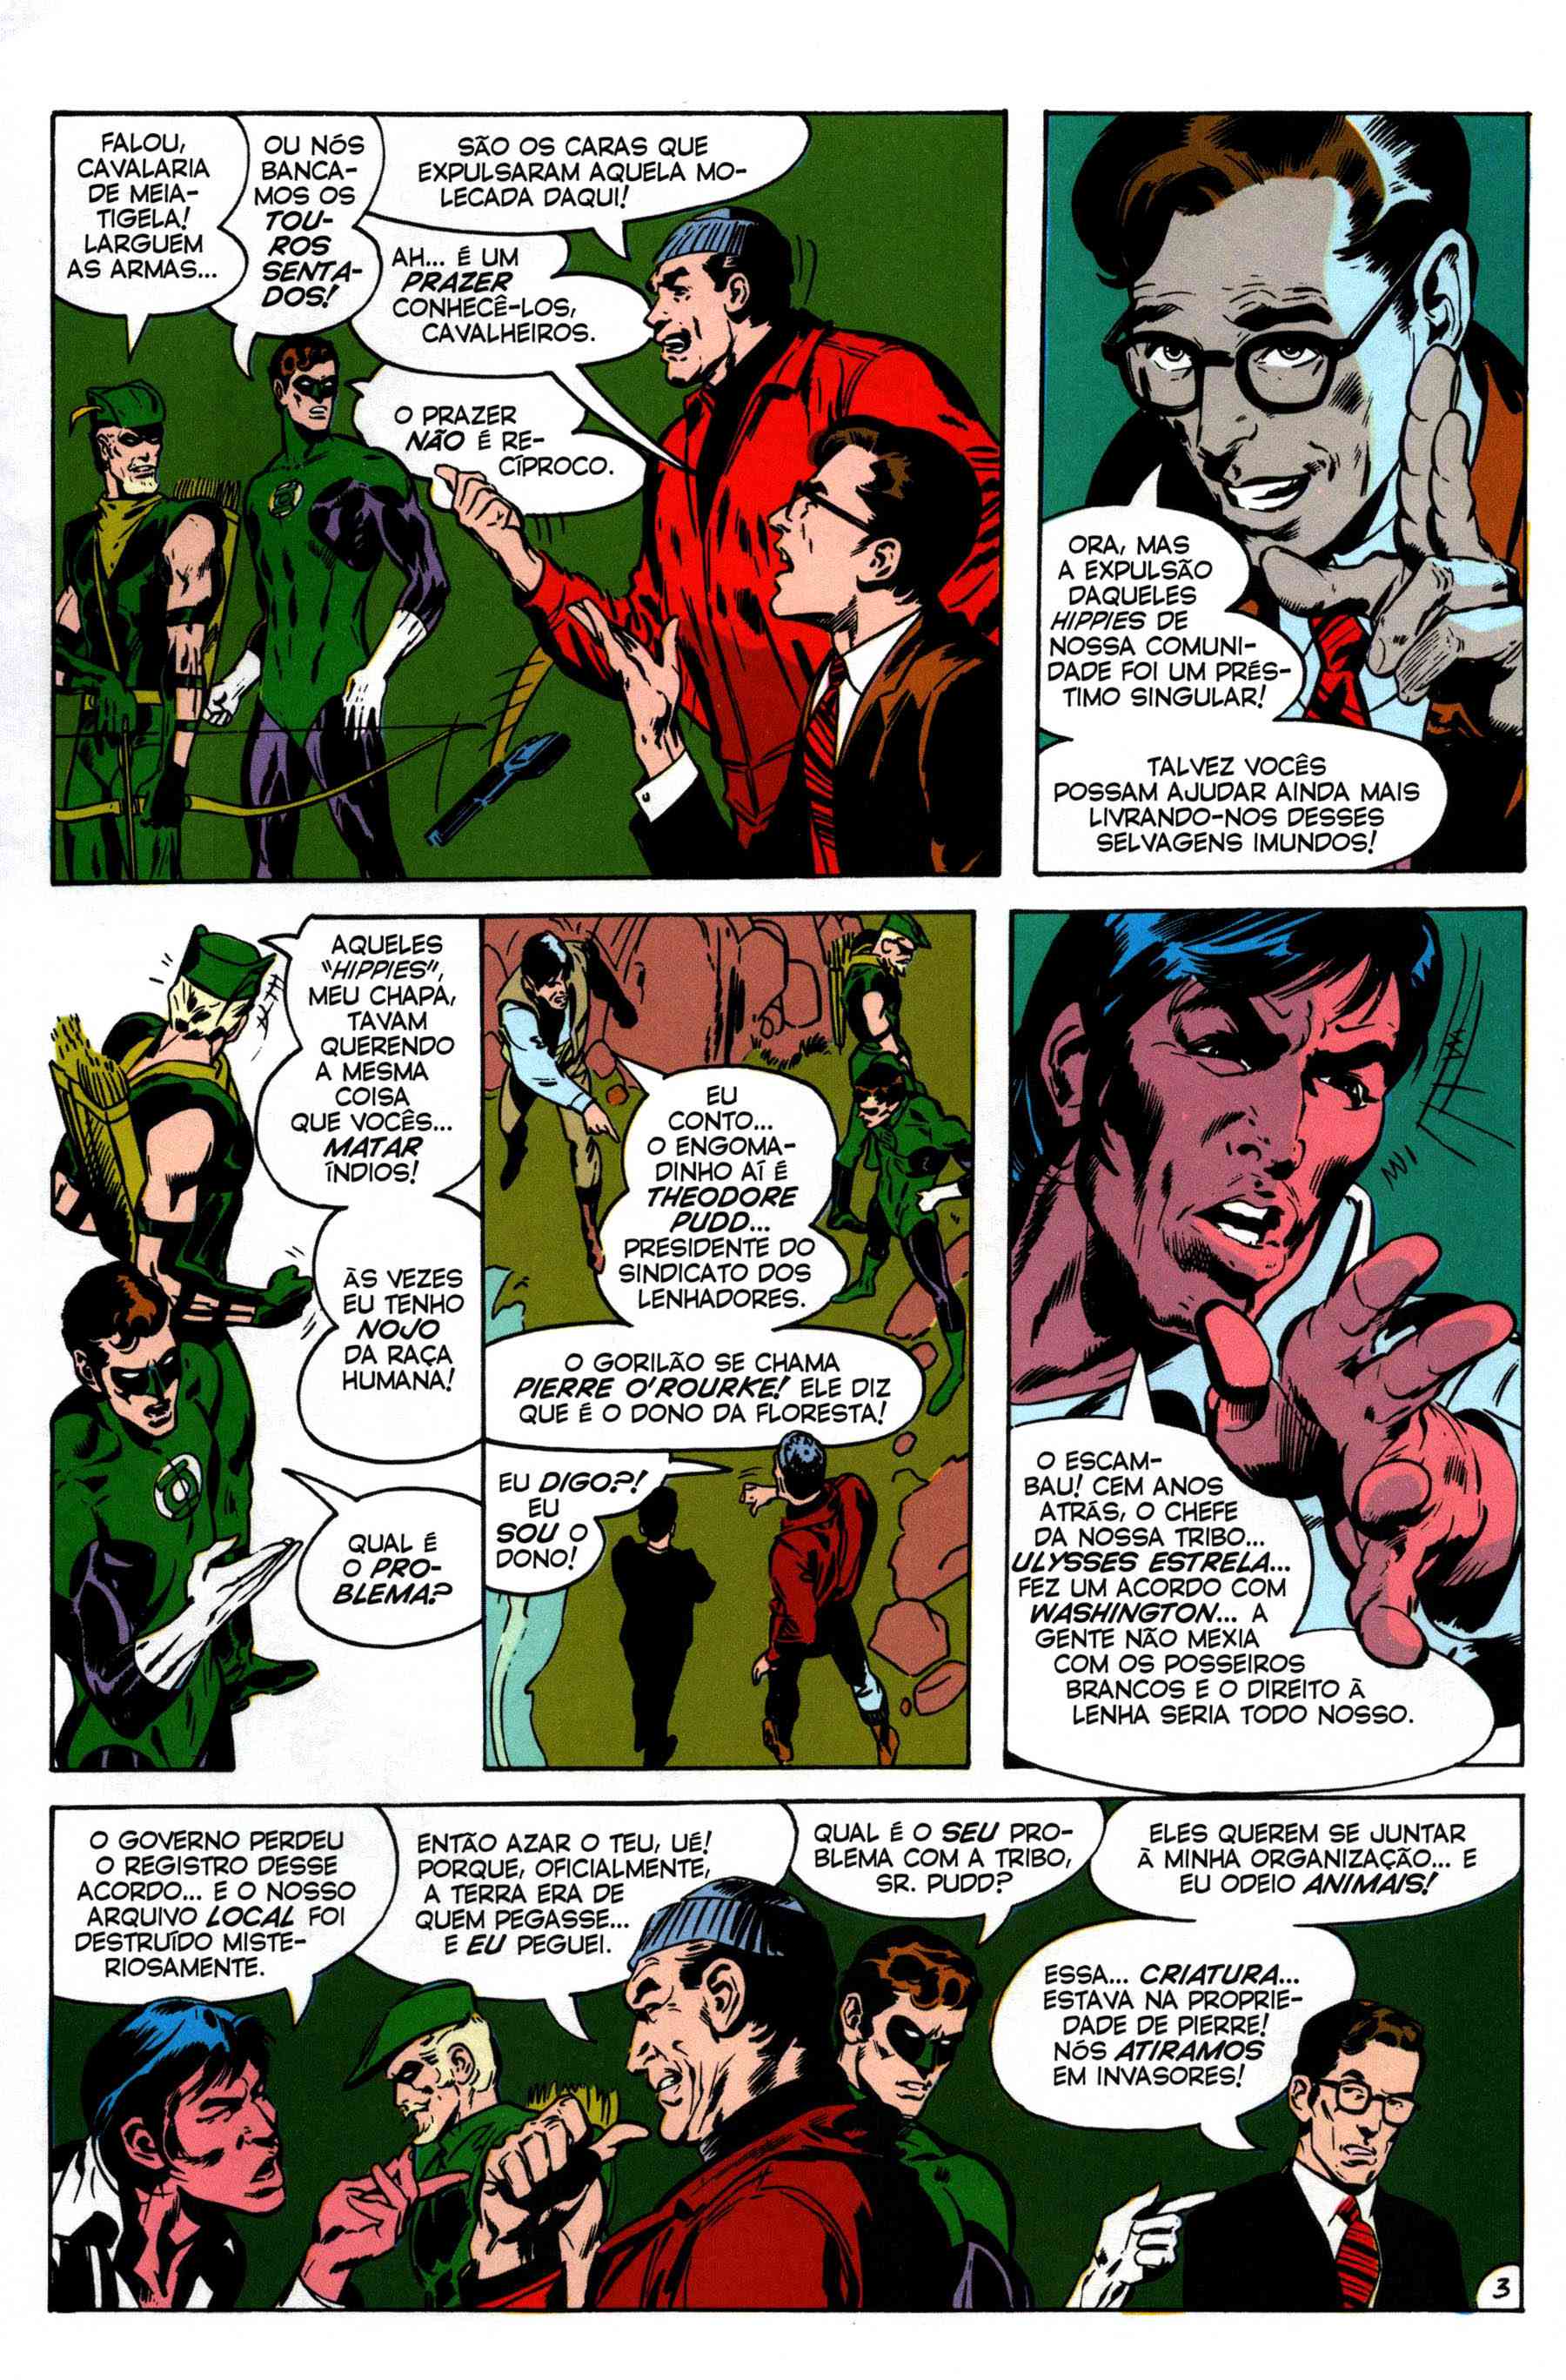 FALOU,
CAVALARIA
DE MEIA-
TIGELA!
LARGUEM
AS ARMAS...
OU NÓS
BANCA-
MOS OS
TOU-
ROS
SENTA-
DOS!
SÃO OS CARAS QUE
EXPULSARAM AQUELA MO-
LECADA DAQUI!
AH... É UM
PRAZER
CONHECÊ-LOS,
CAVALHEIROS.
O PRAZER
NÃO É RE-
CÍPROCO.
ORA, MAS
A EXPULSÃO
DAQUELES
HIPPIES DE
NOSSA COMUNI-
DADE FOI UM PRÉS-
TIMO SINGULAR!
TALVEZ VOCÊS
POSSAM AJUDAR AINDA MAIS
LIVRANDO-NOS DESSES
SELVAGENS IMUNDOS!
AQUELES
"HIPPIES",
MEU CHAPA,
TAVAM
QUERENDO
A MESMA
COISA
QUE VOCÊS...
MATAR
ÍNDIOS!
ÀS VEZES
EU TENHO
NOJO
DA RAÇA
HUMANA!
QUAL É
O PRO-
BLEMA?
EU
CONTO...
O ENGOMA-
DINHO AÍ É
THEODORE
PUDD...
PRESIDENTE DO
SINDICATO DOS
LENHADORES.
O GORILÃO SE CHAMA
PIERRE O'ROURKE! ELE DIZ
QUE É O DONO DA FLORESTA!
EU DIGO?!
EU
SOU O
DONO!
O ESCAM-
BAU! CEM ANOS
ATRÁS, O CHEFE
DA NOSSA TRIBO...
ULYSSES ESTRELA...
FEZ UM ACORDO COM
WASHINGTON... A
GENTE NÃO MEXIA
COM OS POSSEIROS
BRANCOS E O DIREITO À
LENHA SERIA TODO NOSSO.
O GOVERNO PERDEU
O REGISTRO DESSE
ACORDO... E O NOSSO
ARQUIVO LOCAL FOI
DESTRUÍDO MISTE-
RIOSAMENTE.
ENTÃO AZAR O TEU, UÉ!
PORQUE, OFICIALMENTE,
A TERRA ERA DE
QUEM PEGASSE...
E EU PEGUEI.
QUAL É O SEU PRO-
BLEMA COM A TRIBO,
SR. PUDD?
ELES QUEREM SE JUNTAR
À MINHA ORGANIZAÇÃO... E
EU ODEIO ANIMAIS!
ESSA... CRIATURA...
ESTAVA NA PROPRIE-
DADE DE PIERRE!
NÓS ATIRAMOS
EM INVASORES!
3